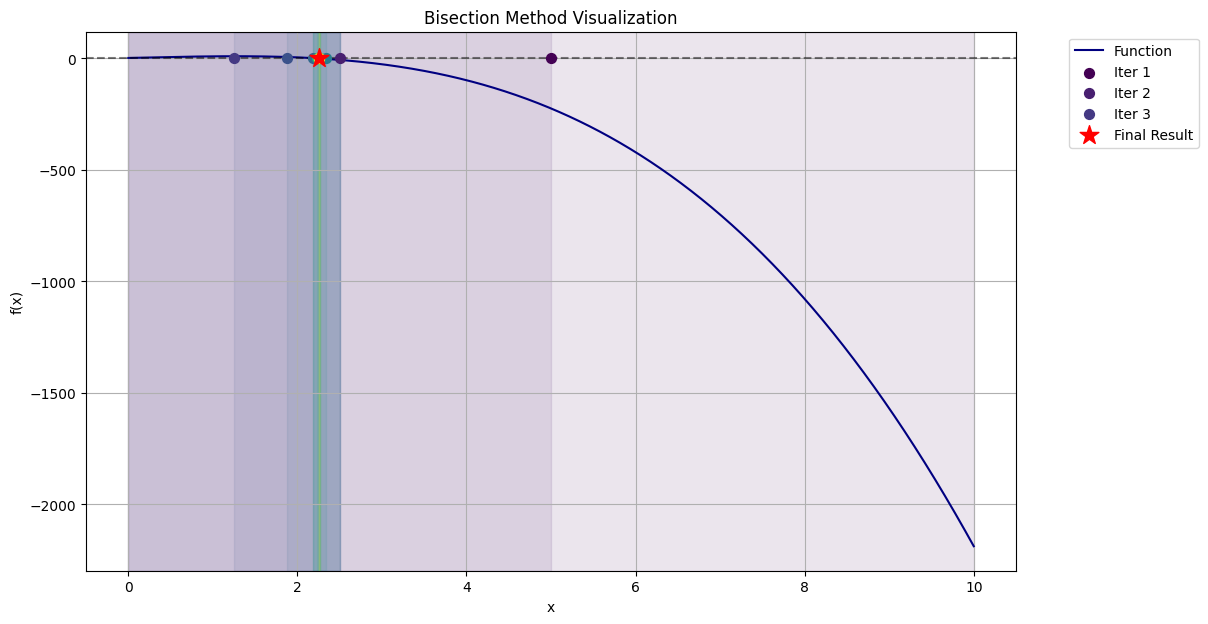 Bisection Method Visualization
Function
Iter 1
Iter 2
Iter 3
Final Result
f(x)
0
−500
−1000
−1500
−2000
0 2 4 6 8 10
x